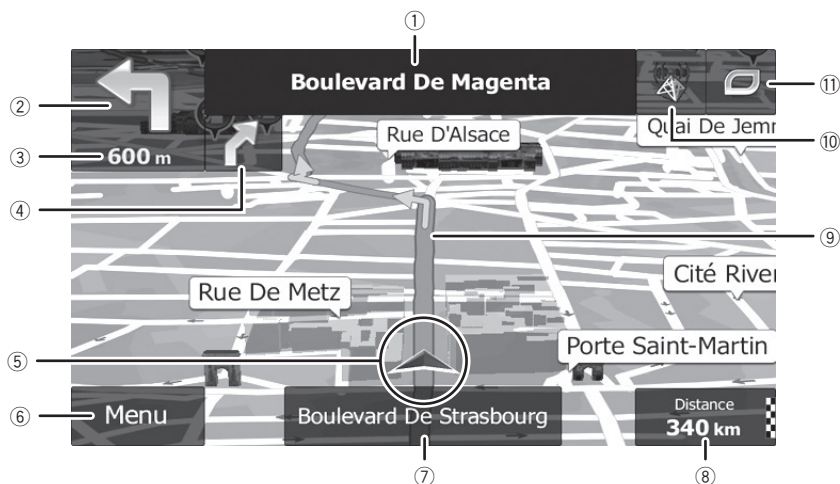 ①
Boulevard De Magenta
②
⑪
Rue D'Alsace
Quai De Jemm
⑩
③
600 m
④
⑨
Cité River
Rue De Metz
⑤
Porte Saint-Martin
⑥
Menu
Boulevard De Strasbourg
Distance
340 km
⑦
⑧